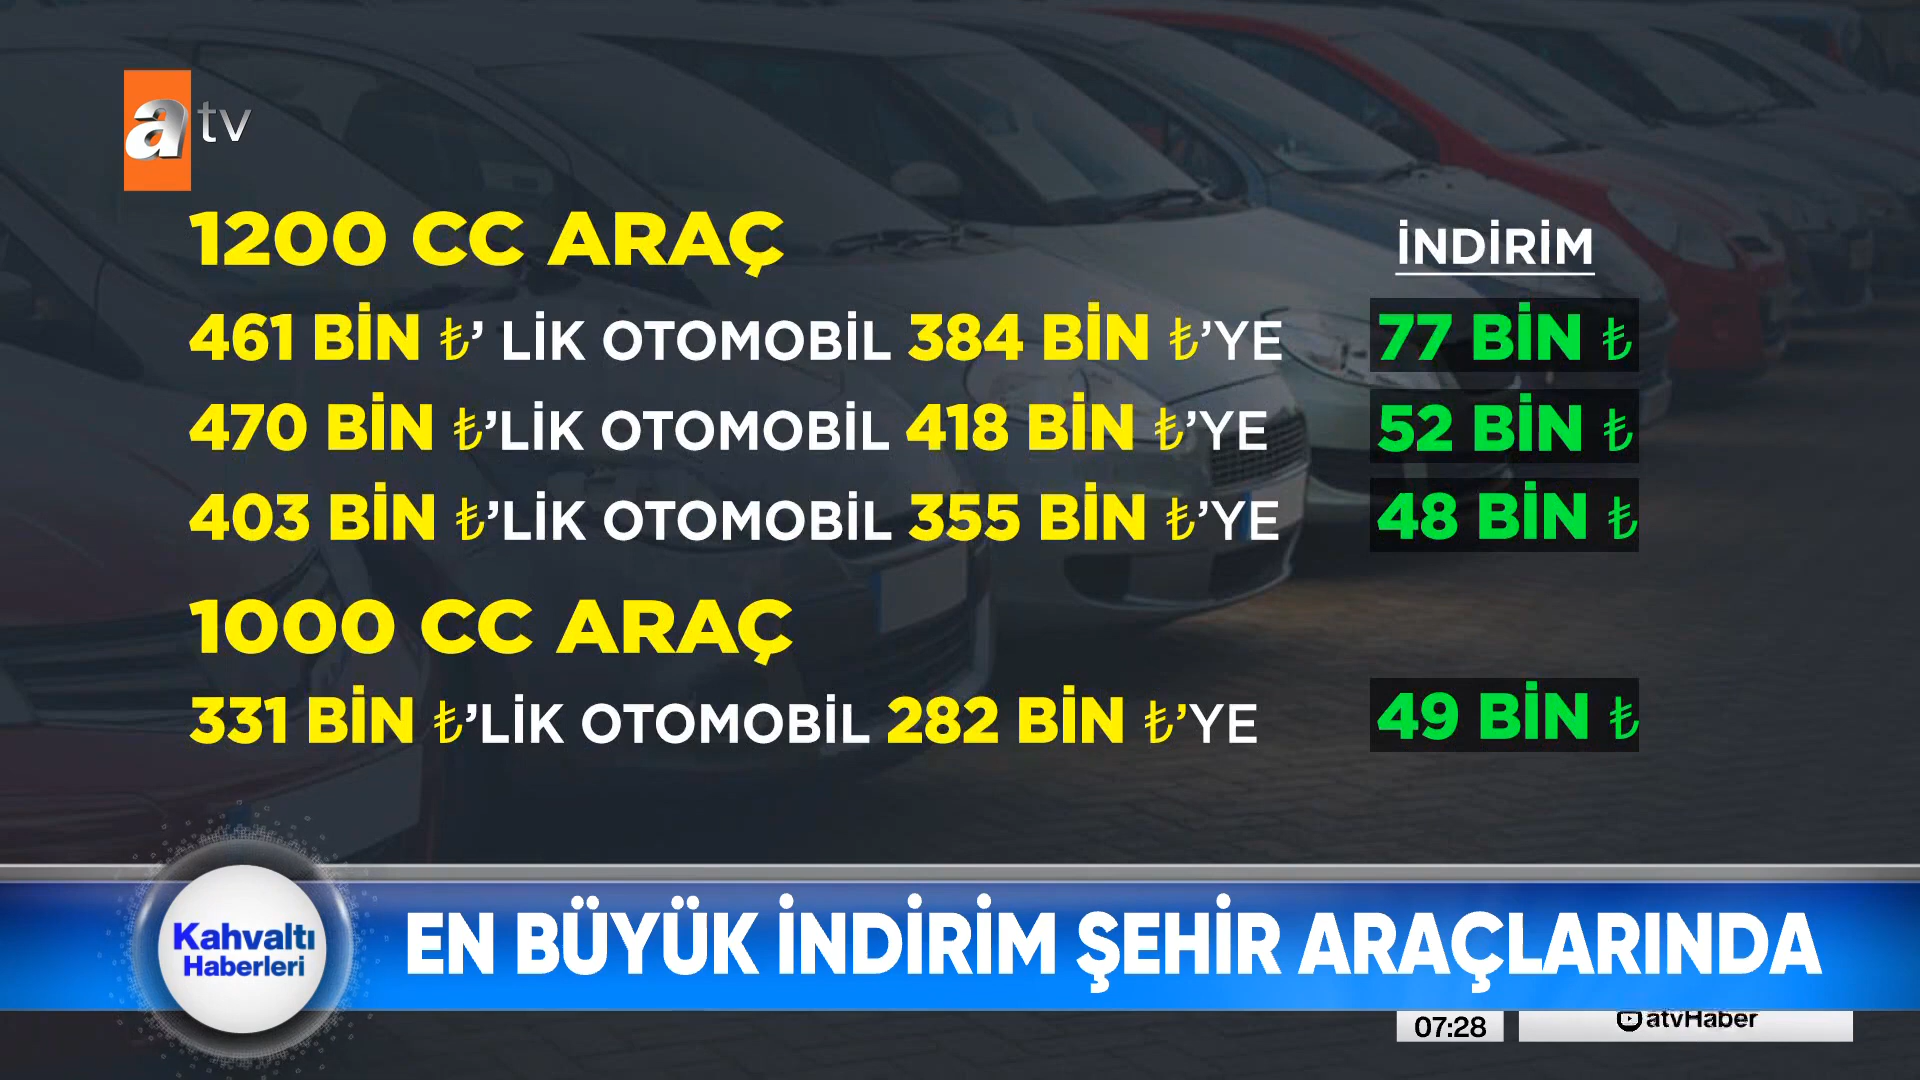 a tv
1200 CC ARAÇ
İNDİRİM
461 BİN ₺’ LİK OTOMOBİL 384 BİN ₺’YE 77 BİN ₺
470 BİN ₺’LİK OTOMOBİL 418 BİN ₺’YE 52 BİN ₺
403 BİN ₺’LİK OTOMOBİL 355 BİN ₺’YE 48 BİN ₺
1000 CC ARAÇ
331 BİN ₺’LİK OTOMOBİL 282 BİN ₺’YE 49 BİN ₺
Kahvaltı
Haberleri
EN BÜYÜK İNDİRİM ŞEHİR ARAÇLARINDA
07:28
atvHaber